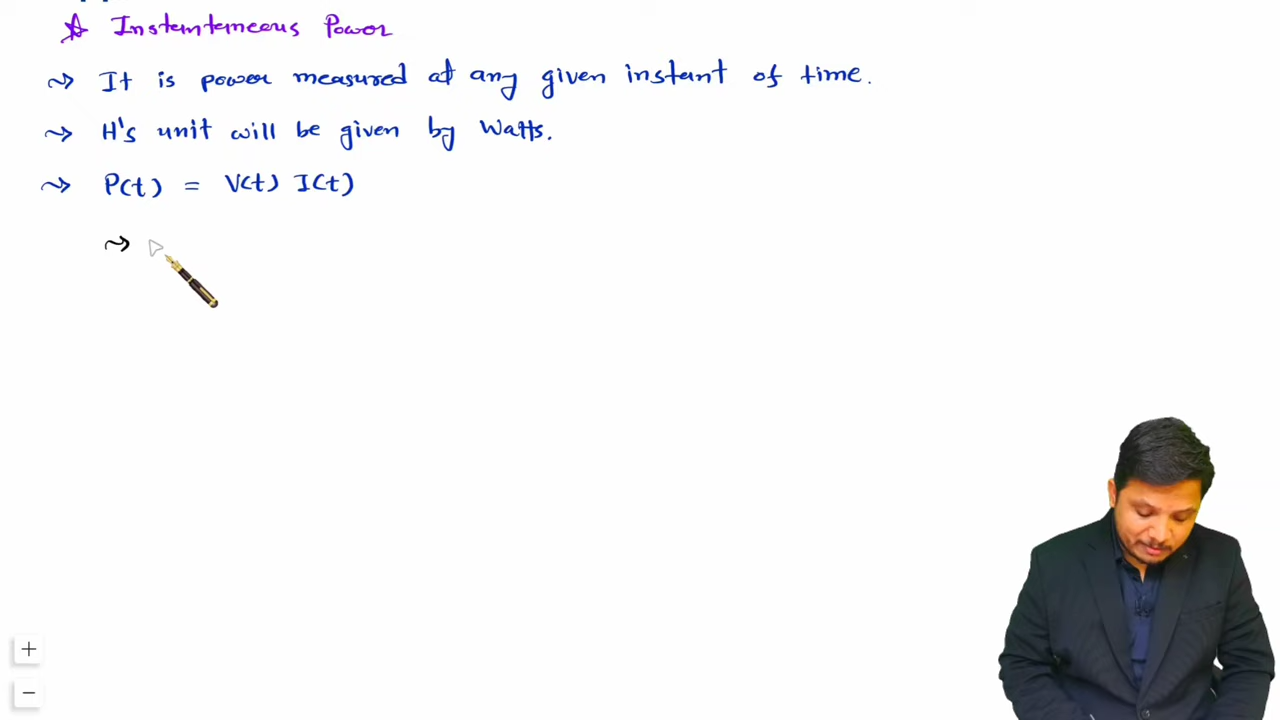 ☆ Instantaneous Power
⇝ It is power measured at any given instant of time.
⇝ It's unit will be given by Watts.
⇝ P(t) = V(t) I(t)
⇝
+
−